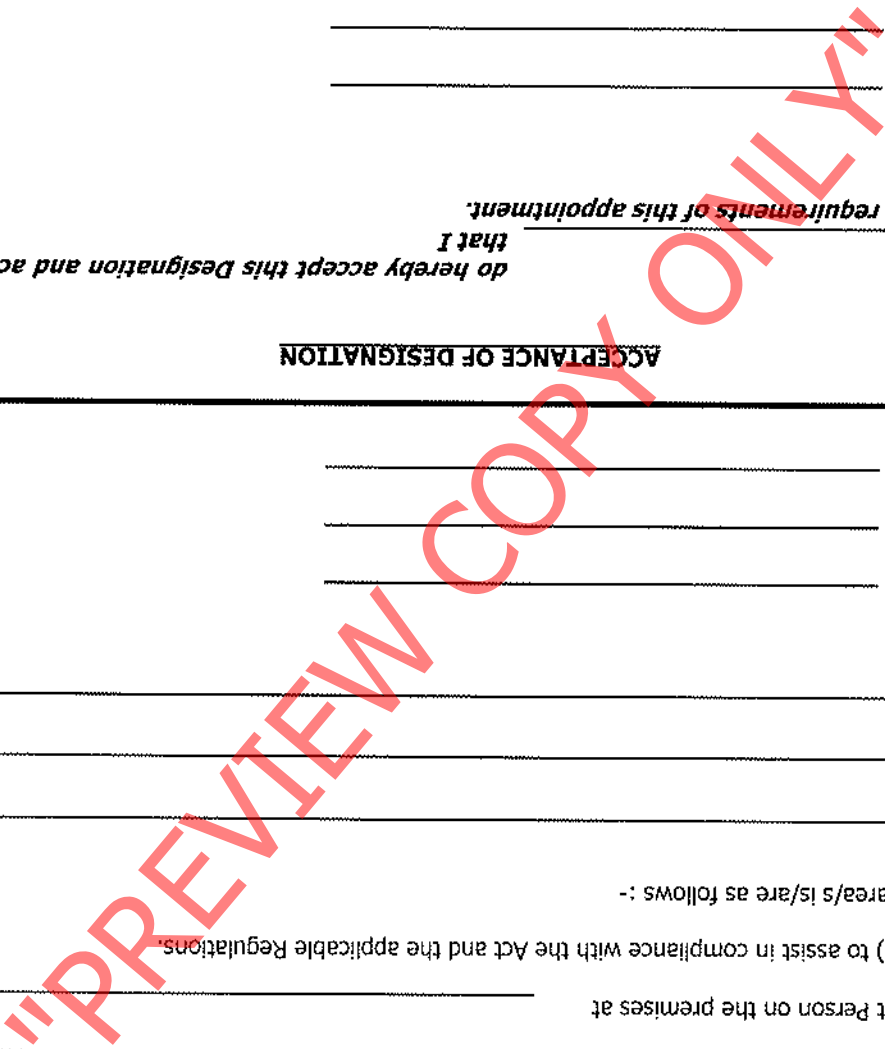 t Person on the premises at
) to assist in compliance with the Act and the applicable Regulations.
area/s is/are as follows :-
ACCEPTANCE OF DESIGNATION
do hereby accept this Designation and ac
that I
requirements of this appointment.
"PREVIEW COPY ONLY"